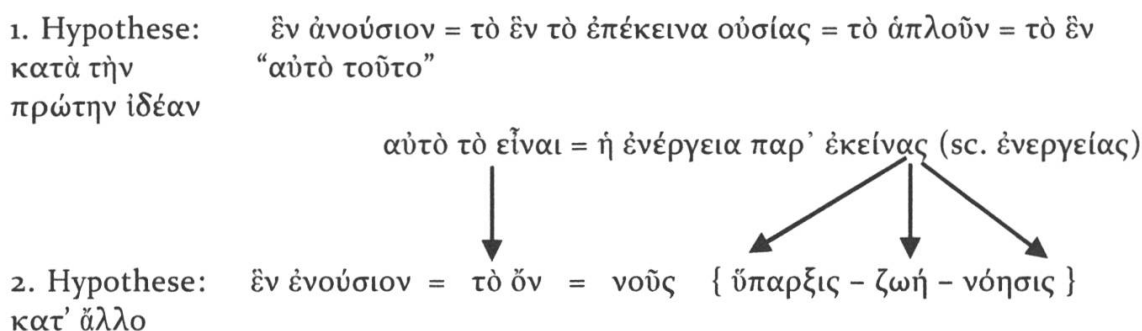 1. Hypothese: ἓν ἀνούσιον = τὸ ἓν τὸ ἐπέκεινα οὐσίας = τὸ ἁπλοῦν = τὸ ἓν
κατὰ τὴν “αὐτὸ τοῦτο”
πρώτην ἰδέαν
αὐτὸ τὸ εἶναι = ἡ ἐνέργεια παρ᾽ ἐκείνας (sc. ἐνεργείας)
2. Hypothese: ἓν ἐνούσιον = τὸ ὄν = νοῦς { ὕπαρξις – ζωή – νόησις }
κατ᾽ ἄλλο